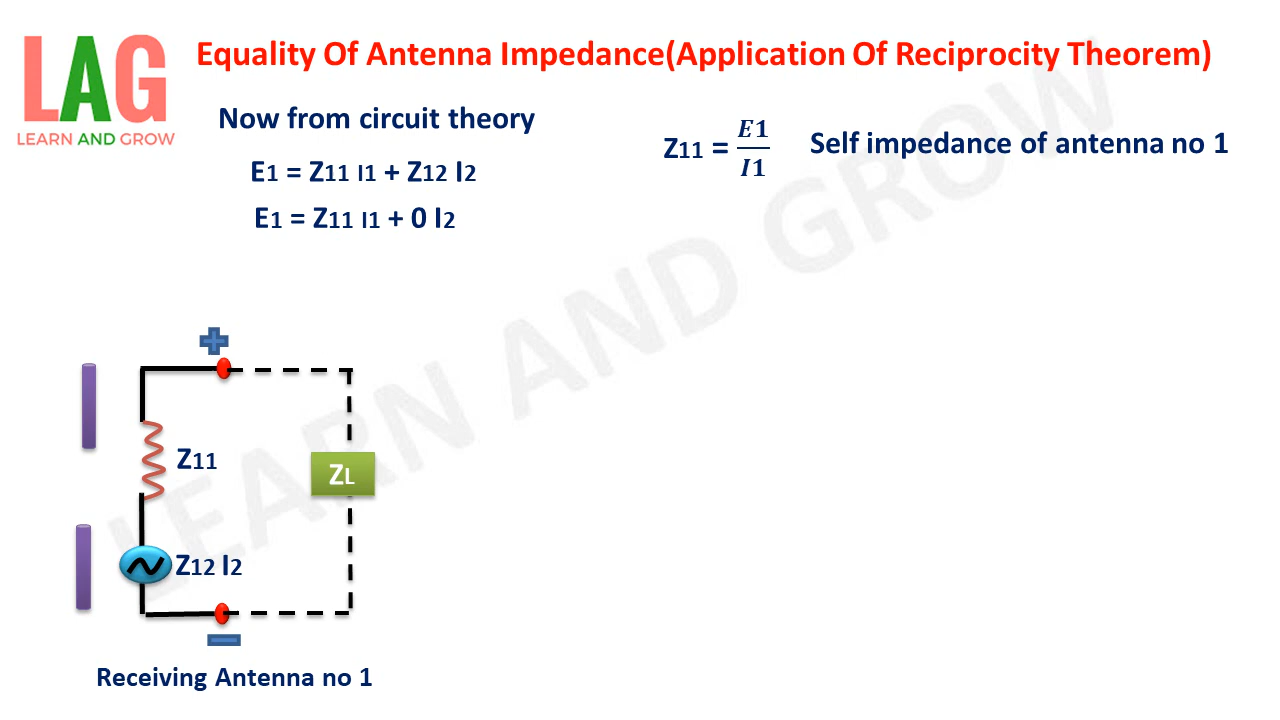 LAG
LEARN AND GROW
Equality Of Antenna Impedance(Application Of Reciprocity Theorem)
Now from circuit theory
E1 = Z11 I1 + Z12 I2
E1 = Z11 I1 + 0 I2
Z11 = E1/I1 Self impedance of antenna no 1
Z11
ZL
Z12 I2
Receiving Antenna no 1
LEARN AND GROW